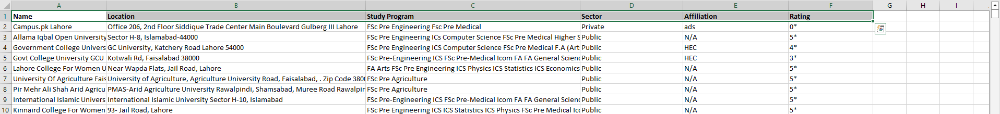 A B C D E F G H I
1 Name Location Study Program Sector Affiliation Rating
2 Campus.pk Lahore Office 206, 2nd Floor Siddique Trade Center Main Boulevard Gulberg III Lahore FSc Pre Engineering Fsc Pre Medical Private ads 0*
3 Allama Iqbal Open University Sector H-8, Islamabad-44000 FSc Pre Engineering ICs Computer Science FSc Pre Medical Higher S Public N/A 5*
4 Government College Univers GC University, Katchery Road Lahore 54000 FSc Pre Engineering ICS Computer Science FSc Pre Medical F.A (Art Public HEC 4*
5 Govt College University GCU Kotwali Rd, Faisalabad 38000 FSc Pre-Engineering ICS FSc Pre-Medical Icom FA FA General Scienc Public HEC 3*
6 Lahore College For Women U Near Wapda Flats, Jail Road, Lahore FA Arts FSc Pre Engineering ICS Physics ICS Statistics ICS Economics Public N/A 5*
7 University Of Agriculture Fais University of Agriculture, Agriculture University Road, Faisalabad, . Zip Code 3800 FSc Pre Agriculture Public N/A 5*
8 Pir Mehr Ali Shah Arid Agricu PMAS-Arid Agriculture University Rawalpindi, Shamsabad, Muree Road Rawalpin FSc Pre Agriculture Public N/A 5*
9 International Islamic Univers International Islamic University Sector H-10, Islamabad FSc Pre-Engineering ICS FSc Pre-Medical Icom FA FA General Scienc Public N/A 5*
10 Kinnaird College For Women 93- Jail Road, Lahore FSc Pre Engineering ICS ICS Statistics ICS Physics FSc Pre Medical Ico Public N/A 5*